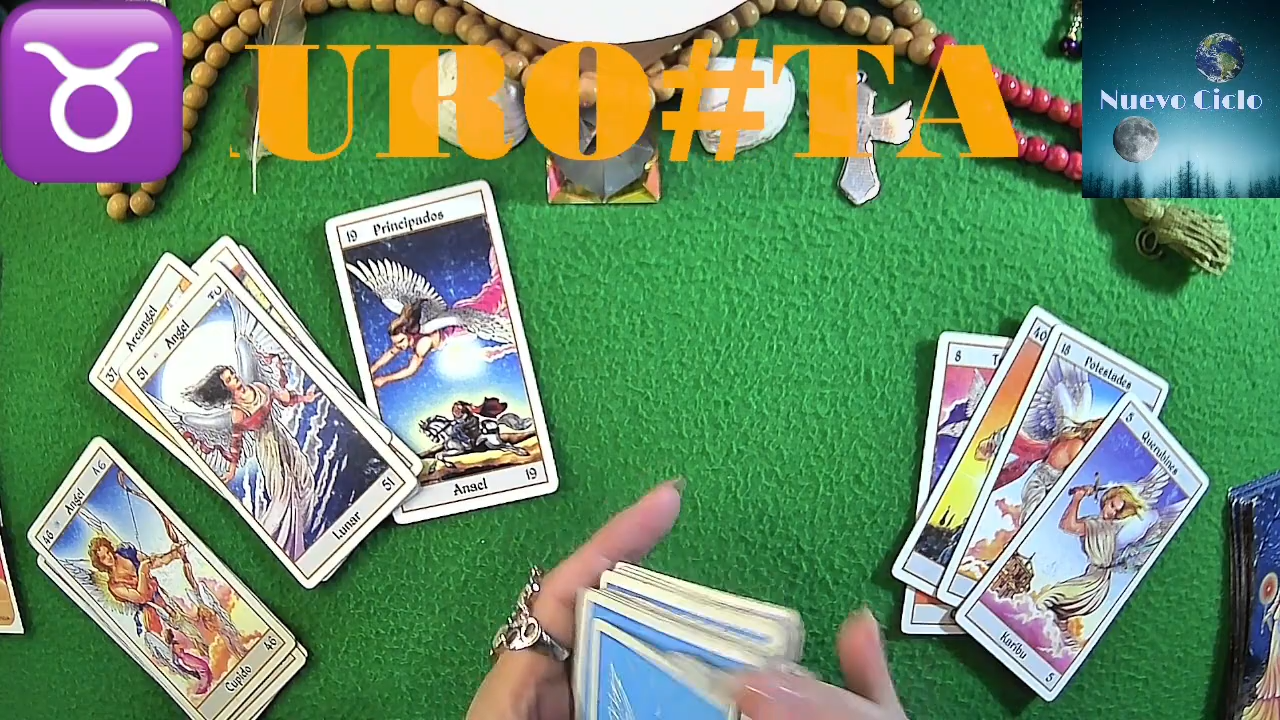 URO#TA
Nuevo Ciclo
19 Principados
Ansel 19
37 Arcangel
51 Angel
Lunar 51
46 Angel
Cupido 46
8 T
40
18 Potestades
5 Querubines
Karibu 5